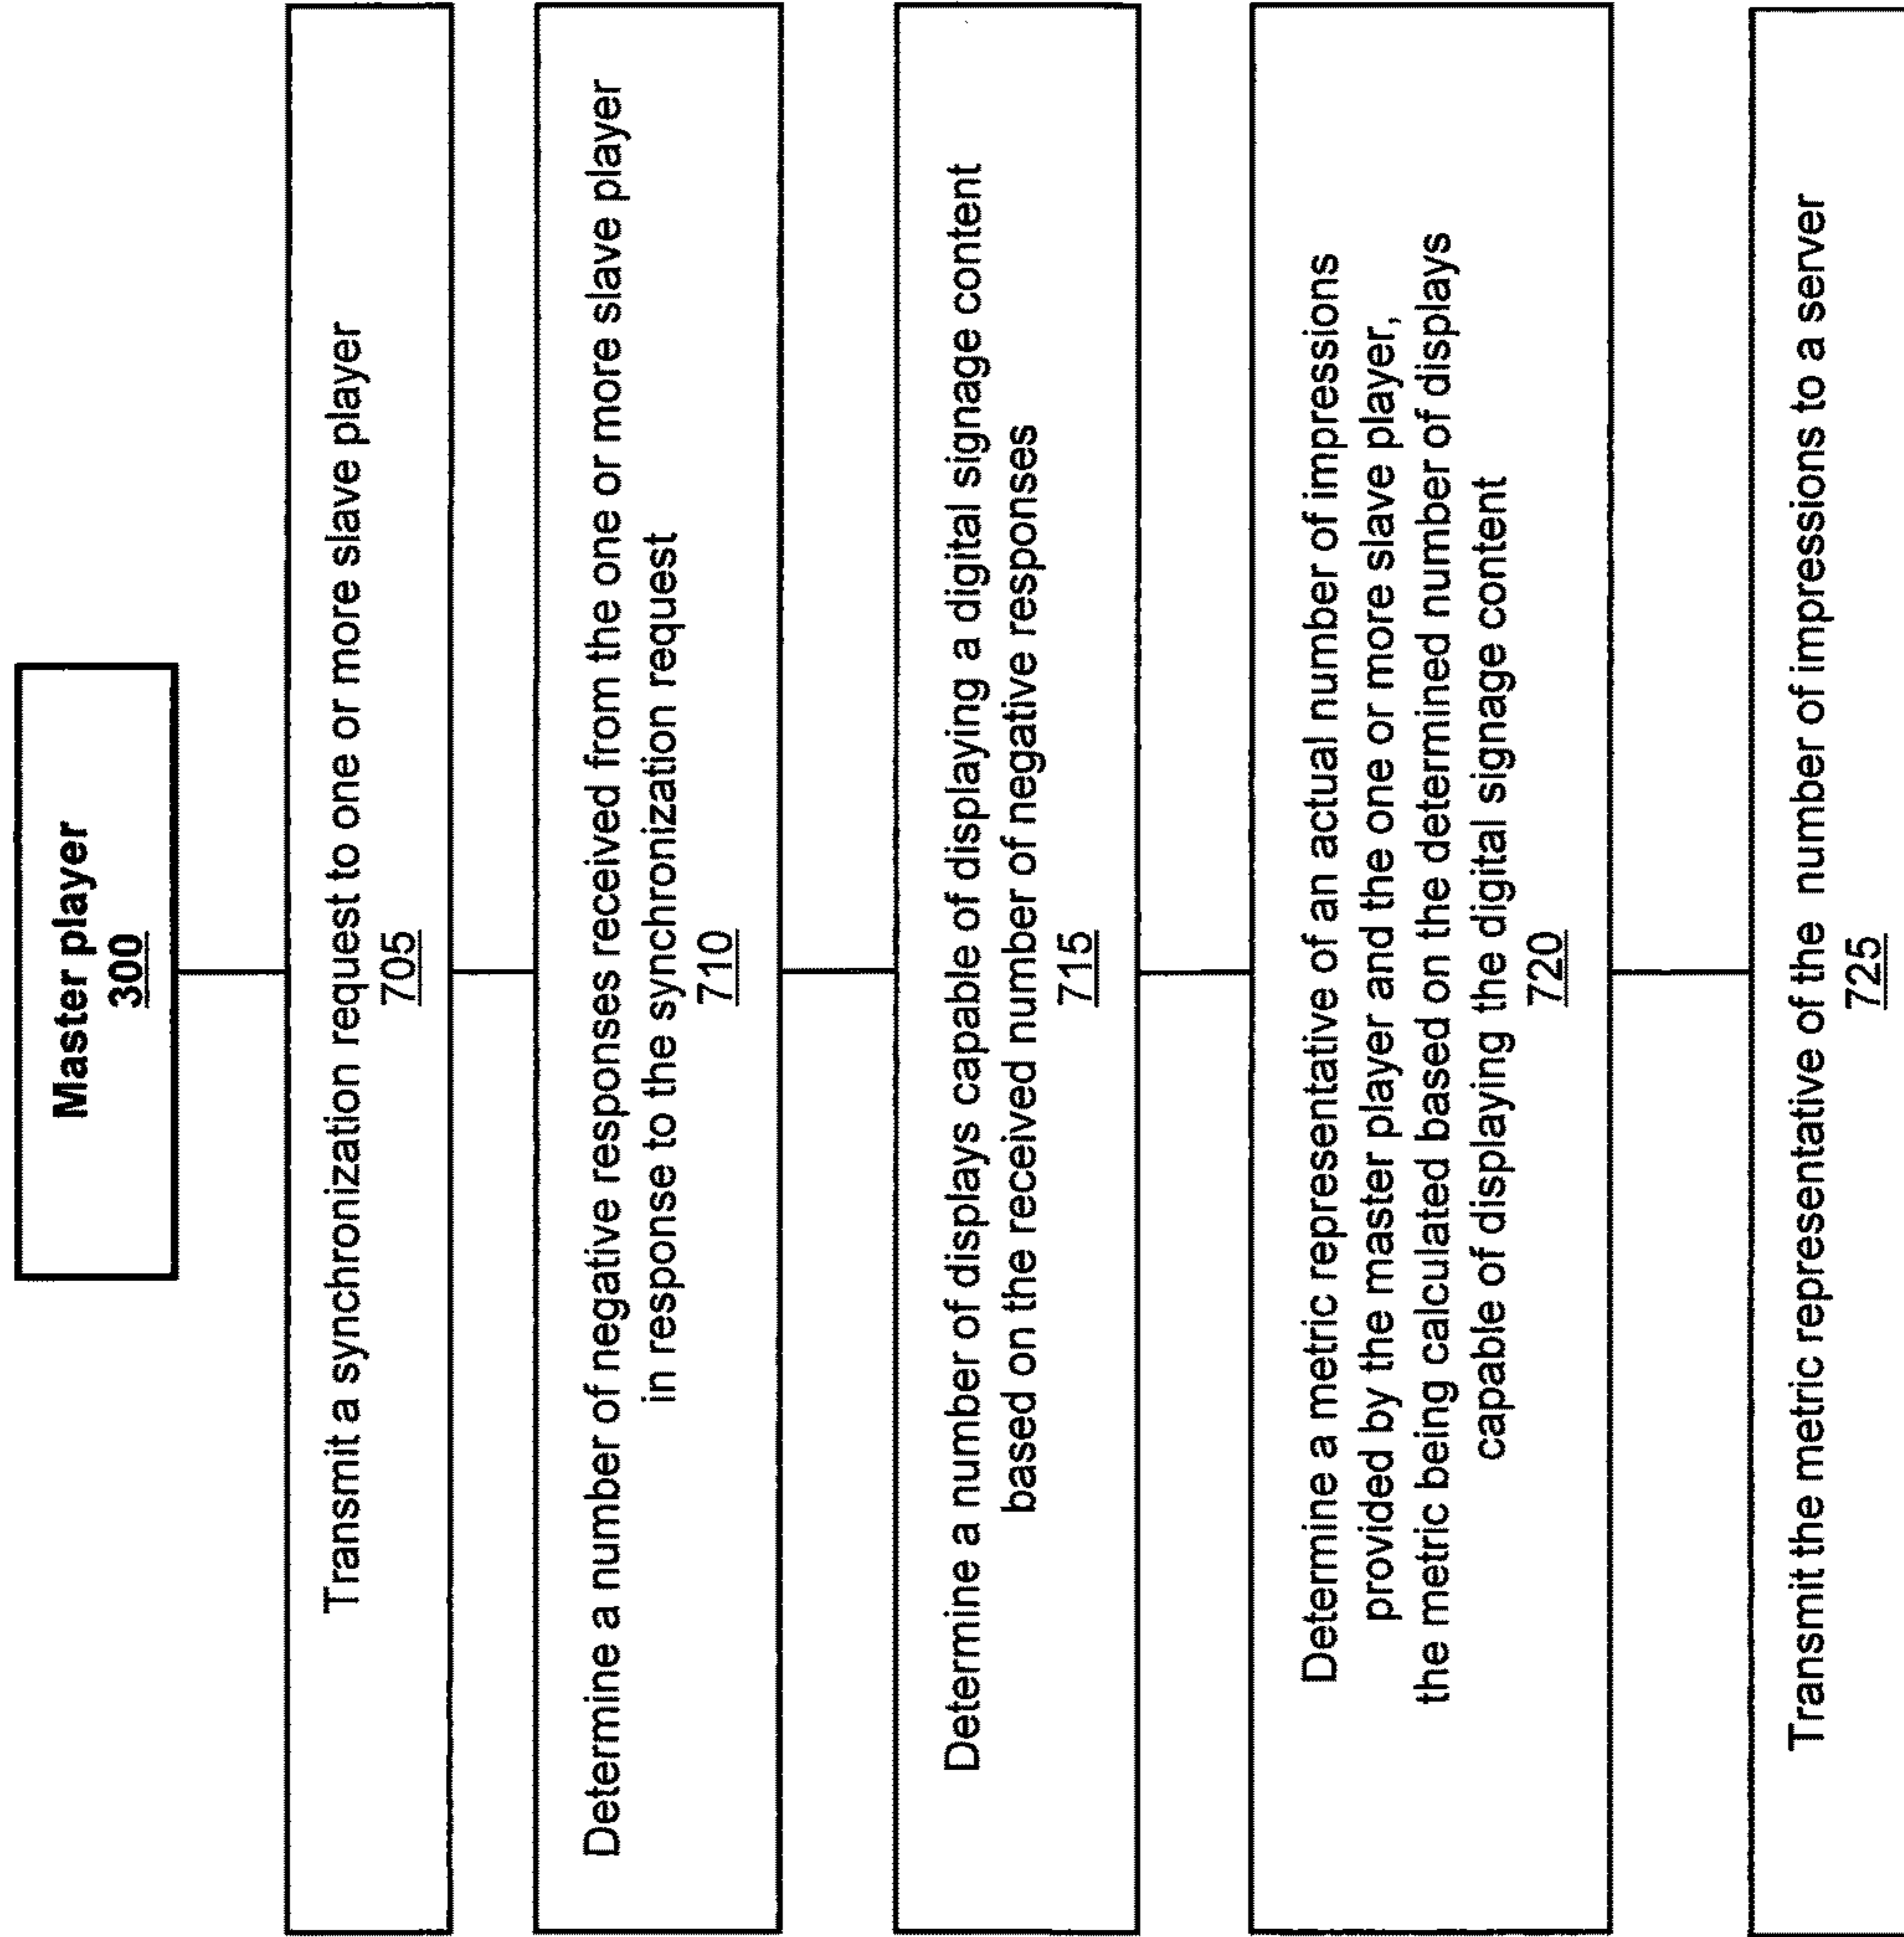 Master player
300
Transmit a synchronization request to one or more slave player
705
Determine a number of negative responses received from the one or more slave player
in response to the synchronization request
710
Determine a number of displays capable of displaying a digital signage content
based on the received number of negative responses
715
Determine a metric representative of an actual number of impressions
provided by the master player and the one or more slave player,
the metric being calculated based on the determined number of displays
capable of displaying the digital signage content
720
Transmit the metric representative of the number of impressions to a server
725